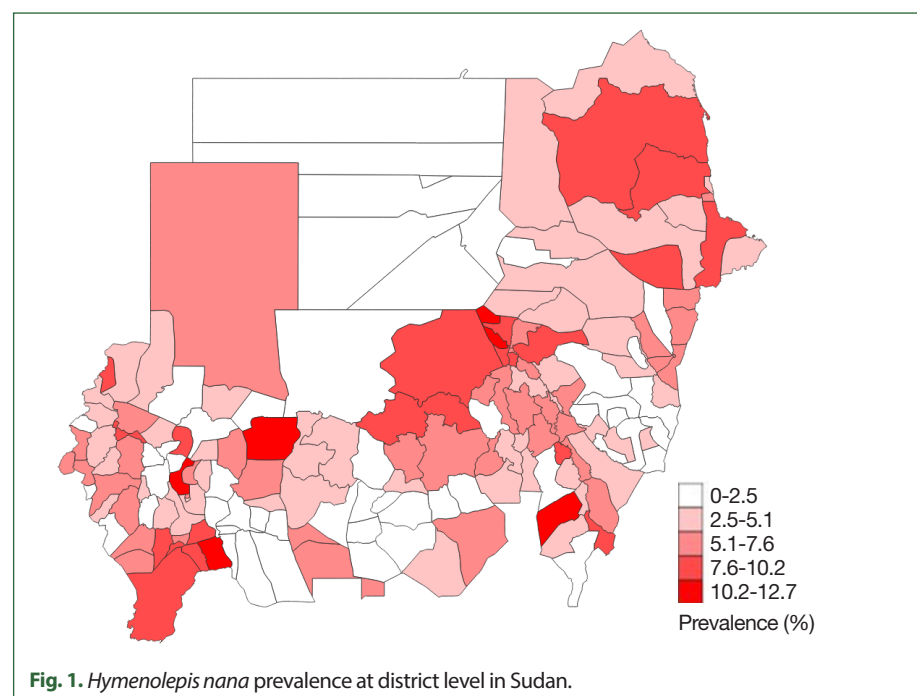 0-2.5
2.5-5.1
5.1-7.6
7.6-10.2
10.2-12.7
Prevalence (%)
Fig. 1. Hymenolepis nana prevalence at district level in Sudan.